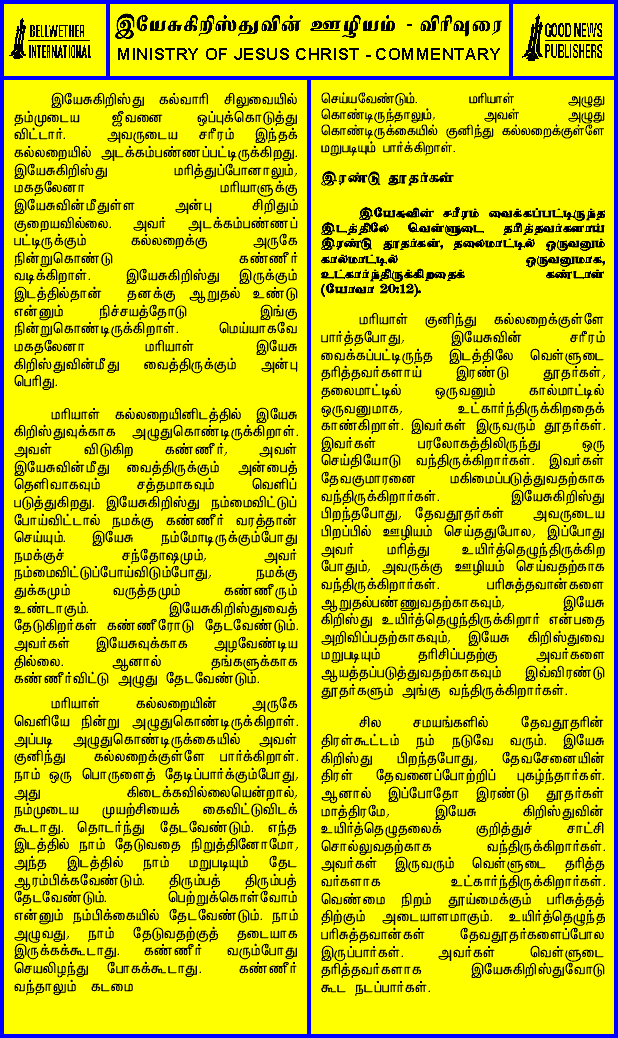 BELLWETHER
INTERNATIONAL
இயேசுகிறிஸ்துவின் ஊழியம் - விரிவுரை
MINISTRY OF JESUS CHRIST - COMMENTARY
GOOD NEWS
PUBLISHERS
இயேசுகிறிஸ்து கல்வாரி சிலுவையில்
தம்முடைய ஜீவனை ஒப்புக்கொடுத்து
விட்டார். அவருடைய சரீரம் இந்தக்
கல்லறையில் அடக்கம்பண்ணப்பட்டிருக்கிறது.
இயேசுகிறிஸ்து மரித்துப்போனாலும்,
மகதலேனா மரியாளுக்கு
இயேசுவின்மீதுள்ள அன்பு சிறிதும்
குறையவில்லை. அவர் அடக்கம்பண்ணப்
பட்டிருக்கும் கல்லறைக்கு அருகே
நின்றுகொண்டு கண்ணீர்
வடிக்கிறாள். இயேசுகிறிஸ்து இருக்கும்
இடத்தில்தான் தனக்கு ஆறுதல் உண்டு
என்னும் நிச்சயத்தோடு இங்கு
நின்றுகொண்டிருக்கிறாள். மெய்யாகவே
மகதலேனா மரியாள் இயேசு
கிறிஸ்துவின்மீது வைத்திருக்கும் அன்பு
பெரிது.
மரியாள் கல்லறையினிடத்தில் இயேசு
கிறிஸ்துவுக்காக அழுதுகொண்டிருக்கிறாள்.
அவள் விடுகிற கண்ணீர், அவள்
இயேசுவின்மீது வைத்திருக்கும் அன்பைத்
தெளிவாகவும் சத்தமாகவும் வெளிப்
படுத்துகிறது. இயேசுகிறிஸ்து நம்மைவிட்டுப்
போய்விட்டால் நமக்கு கண்ணீர் வரத்தான்
செய்யும். இயேசு நம்மோடிருக்கும்போது
நமக்குச் சந்தோஷமும், அவர்
நம்மைவிட்டுப்போய்விடும்போது, நமக்கு
துக்கமும் வருத்தமும் கண்ணீரும்
உண்டாகும். இயேசுகிறிஸ்துவைத்
தேடுகிறர்கள் கண்ணீரோடு தேடவேண்டும்.
அவர்கள் இயேசுவுக்காக அழவேண்டிய
தில்லை. ஆனால் தங்களுக்காக
கண்ணீர்விட்டு அழுது தேடவேண்டும்.
மரியாள் கல்லறையின் அருகே
வெளியே நின்று அழுதுகொண்டிருக்கிறாள்.
அப்படி அழுதுகொண்டிருக்கையில் அவள்
குனிந்து கல்லறைக்குள்ளே பார்க்கிறாள்.
நாம் ஒரு பொருளைத் தேடிப்பார்க்கும்போது,
அது கிடைக்கவில்லையென்றால்,
நம்முடைய முயற்சியைக் கைவிட்டுவிடக்
கூடாது. தொடர்ந்து தேடவேண்டும். எந்த
இடத்தில் நாம் தேடுவதை நிறுத்தினோமோ,
அந்த இடத்தில் நாம் மறுபடியும் தேட
ஆரம்பிக்கவேண்டும். திரும்பத் திரும்பத்
தேடவேண்டும். பெற்றுக்கொள்வோம்
என்னும் நம்பிக்கையில் தேடவேண்டும். நாம்
அழுவது, நாம் தேடுவதற்குத் தடையாக
இருக்கக்கூடாது. கண்ணீர் வரும்போது
செயலிழந்து போகக்கூடாது. கண்ணீர்
வந்தாலும் கடமை
செய்யவேண்டும். மரியாள் அழுது
கொண்டிருந்தாலும், அவள் அழுது
கொண்டிருக்கையில் குனிந்து கல்லறைக்குள்ளே
மறுபடியும் பார்க்கிறாள்.
இரண்டு தூதர்கள்
இயேசுவின் சரீரம் வைக்கப்பட்டிருந்த
இடத்திலே வெள்ளுடை தரித்தவர்களாய்
இரண்டு தூதர்கள், தலைமாட்டில் ஒருவனும்
கால்மாட்டில் ஒருவனுமாக,
உட்கார்ந்திருக்கிறதைக் கண்டாள்
(யோவா 20:12).
மரியாள் குனிந்து கல்லறைக்குள்ளே
பார்த்தபோது, இயேசுவின் சரீரம்
வைக்கப்பட்டிருந்த இடத்திலே வெள்ளுடை
தரித்தவர்களாய் இரண்டு தூதர்கள்,
தலைமாட்டில் ஒருவனும் கால்மாட்டில்
ஒருவனுமாக, உட்கார்ந்திருக்கிறதைக்
காண்கிறாள். இவர்கள் இருவரும் தூதர்கள்.
இவர்கள் பரலோகத்திலிருந்து ஒரு
செய்தியோடு வந்திருக்கிறார்கள். இவர்கள்
தேவகுமாரனை மகிமைப்படுத்துவதற்காக
வந்திருக்கிறார்கள். இயேசுகிறிஸ்து
பிறந்தபோது, தேவதூதர்கள் அவருடைய
பிறப்பில் ஊழியம் செய்ததுபோல, இப்போது
அவர் மரித்து உயிர்த்தெழுந்திருக்கிற
போதும், அவருக்கு ஊழியம் செய்வதற்காக
வந்திருக்கிறார்கள். பரிசுத்தவான்களை
ஆறுதல்பண்ணுவதற்காகவும், இயேசு
கிறிஸ்து உயிர்த்தெழுந்திருக்கிறார் என்பதை
அறிவிப்பதற்காகவும், இயேசு கிறிஸ்துவை
மறுபடியும் தரிசிப்பதற்கு அவர்களை
ஆயத்தப்படுத்துவதற்காகவும் இவ்விரண்டு
தூதர்களும் அங்கு வந்திருக்கிறார்கள்.
சில சமயங்களில் தேவதூதரின்
திரள்கூட்டம் நம் நடுவே வரும். இயேசு
கிறிஸ்து பிறந்தபோது, தேவசேனையின்
திரள் தேவனைப்போற்றிப் புகழ்ந்தார்கள்.
ஆனால் இப்போதோ இரண்டு தூதர்கள்
மாத்திரமே, இயேசு கிறிஸ்துவின்
உயிர்த்தெழுதலைக் குறித்துச் சாட்சி
சொல்லுவதற்காக வந்திருக்கிறார்கள்.
அவர்கள் இருவரும் வெள்ளுடை தரித்த
வர்களாக உட்கார்ந்திருக்கிறார்கள்.
வெண்மை நிறம் தூய்மைக்கும் பரிசுத்தத்
திற்கும் அடையாளமாகும். உயிர்த்தெழுந்த
பரிசுத்தவான்கள் தேவதூதர்களைப்போல
இருப்பார்கள். அவர்கள் வெள்ளுடை
தரித்தவர்களாக இயேசுகிறிஸ்துவோடு
கூட நடப்பார்கள்.